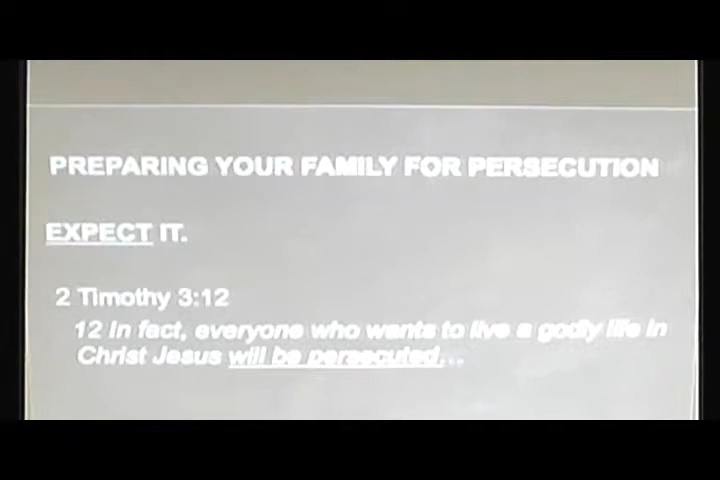 PREPARING YOUR FAMILY FOR PERSECUTION
EXPECT IT.
2 Timothy 3:12
12 In fact, everyone who wants to live a godly life in
Christ Jesus will be persecuted...